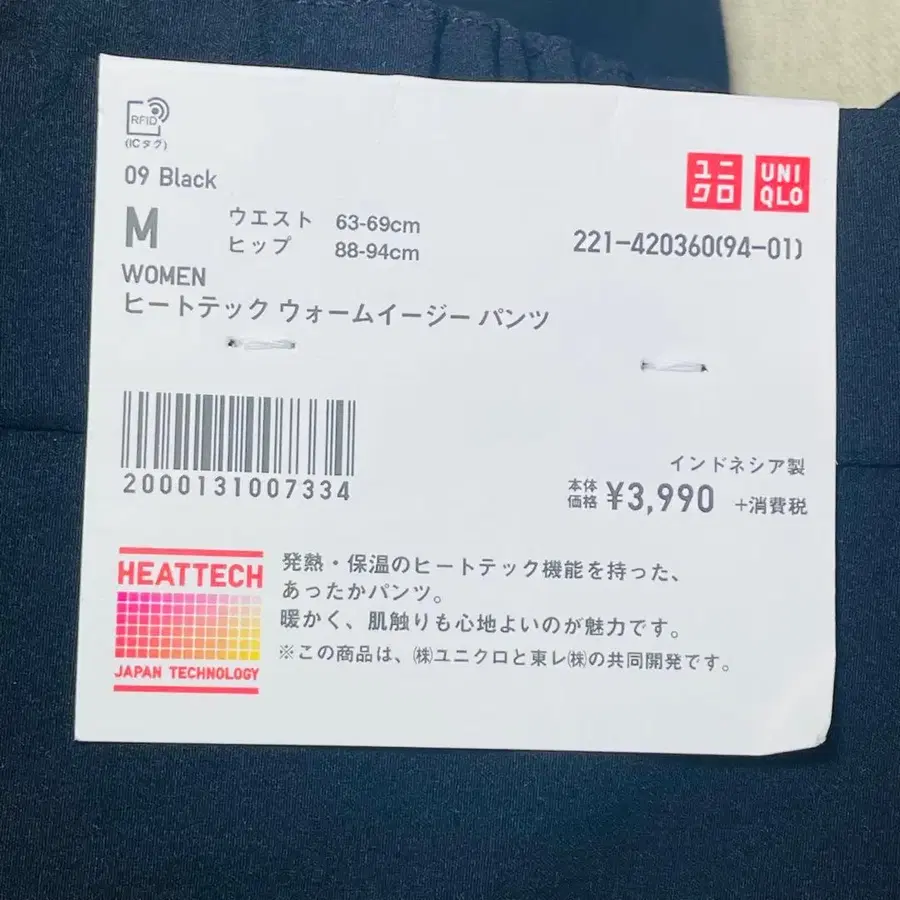 RFID
(ICタグ)
09 Black
ユニクロ
UNIQLO
M
ウエスト 63-69cm
ヒップ 88-94cm
221-420360(94-01)
WOMEN
ヒートテック ウォームイージー パンツ
2000131007334
インドネシア製
本体価格 ¥3,990 +消費税
HEATTECH
JAPAN TECHNOLOGY
発熱・保温のヒートテック機能を持った、
あったかパンツ。
暖かく、肌触りも心地よいのが魅力です。
※この商品は、㈱ユニクロと東レ㈱の共同開発です。